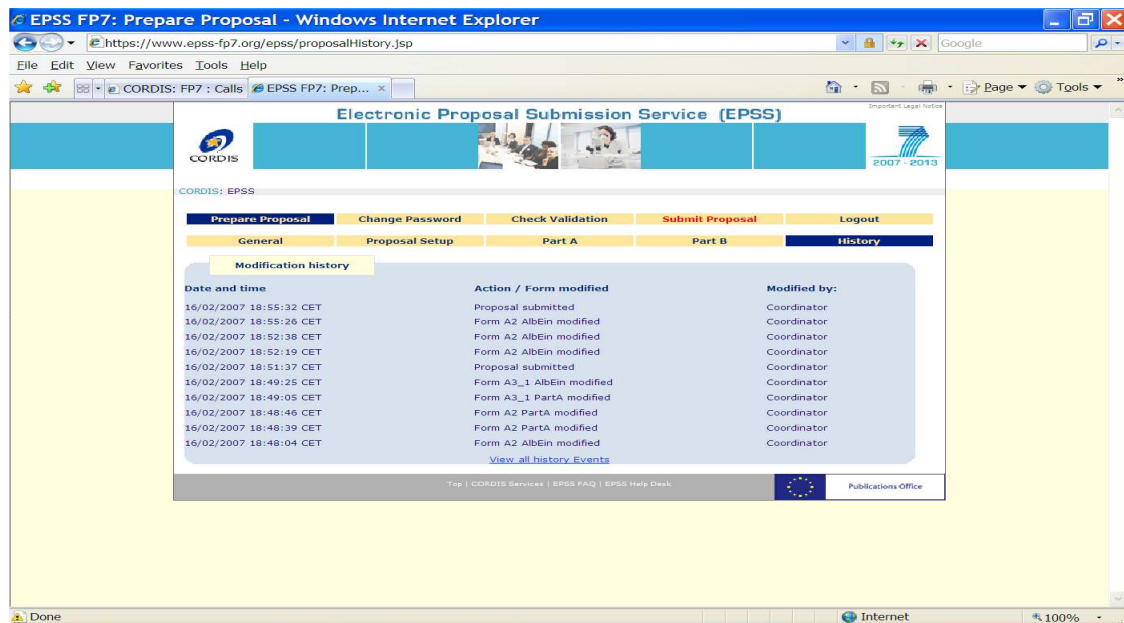 EPSS FP7: Prepare Proposal - Windows Internet Explorer
https://www.epss-fp7.org/epss/proposalHistory.jsp
Google
File Edit View Favorites Tools Help
CORDIS: FP7 : Calls
EPSS FP7: Prep...
Page
Tools
Important Legal Notice
Electronic Proposal Submission Service (EPSS)
CORDIS
2007 - 2013
CORDIS: EPSS
Prepare Proposal Change Password Check Validation Submit Proposal Logout
General Proposal Setup Part A Part B History
Modification history
Date and time Action / Form modified Modified by:
16/02/2007 18:55:32 CET Proposal submitted Coordinator
16/02/2007 18:55:26 CET Form A2 AlbEin modified Coordinator
16/02/2007 18:52:38 CET Form A2 AlbEin modified Coordinator
16/02/2007 18:52:19 CET Form A2 AlbEin modified Coordinator
16/02/2007 18:51:37 CET Proposal submitted Coordinator
16/02/2007 18:49:25 CET Form A3_1 AlbEin modified Coordinator
16/02/2007 18:49:05 CET Form A3_1 PartA modified Coordinator
16/02/2007 18:48:46 CET Form A2 PartA modified Coordinator
16/02/2007 18:48:39 CET Form A2 PartA modified Coordinator
16/02/2007 18:48:04 CET Form A2 AlbEin modified Coordinator
View all history Events
Top | CORDIS Services | EPSS FAQ | EPSS Help Desk
Publications Office
Done
Internet
100%